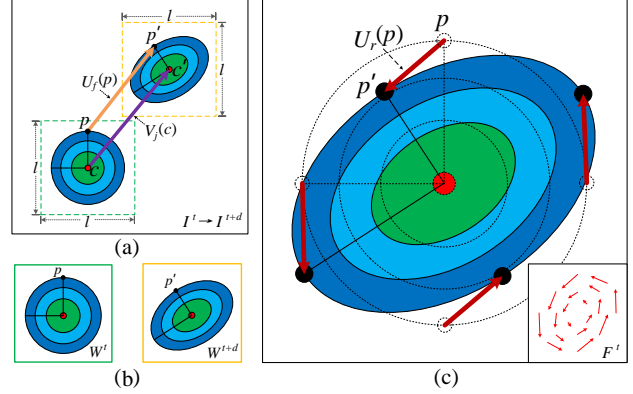 l
p'
c'
l
U_f(p)
V_j(c)
p
l
c
l
I^t → I^{t+d}
(a)
p
W^t
p'
W^{t+d}
(b)
p
U_r(p)
p'
F^t
(c)